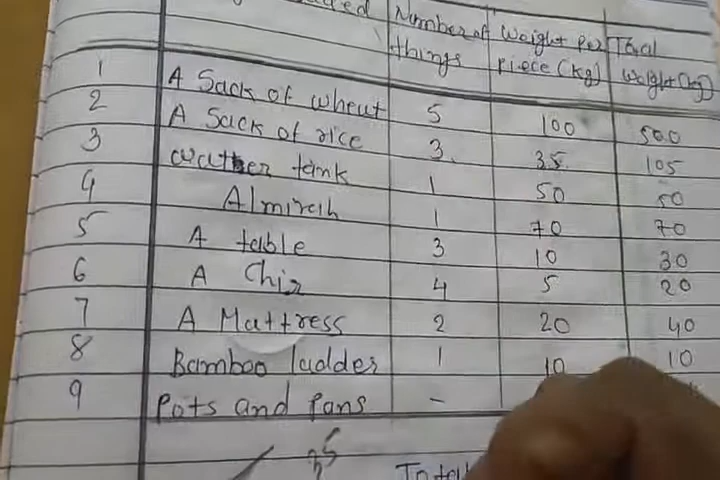 Number of Weight per Total
things piece (kg) weight (kg)
1 A Sack of wheat 5 100 500
2 A Sack of rice 3 35 105
3 water tank 1 50 50
4 Almirah 1 70 70
5 A table 3 10 30
6 A Chir 4 5 20
7 A Mattress 2 20 40
8 Bamboo ladder 1 10 10
9 Pots and Pans -
35
Total